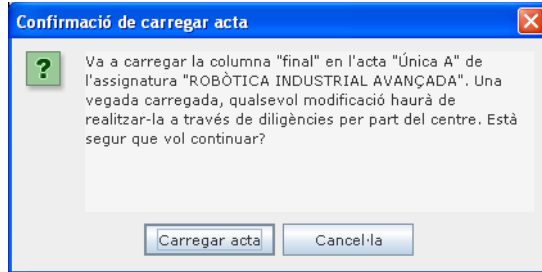 Confirmació de carregar acta
Va a carregar la columna "final" en l'acta "Única A" de
l'assignatura "ROBÒTICA INDUSTRIAL AVANÇADA". Una
vegada carregada, qualsevol modificació haurà de
realitzar-la a través de diligències per part del centre. Està
segur que vol continuar?
Carregar acta
Cancel·la